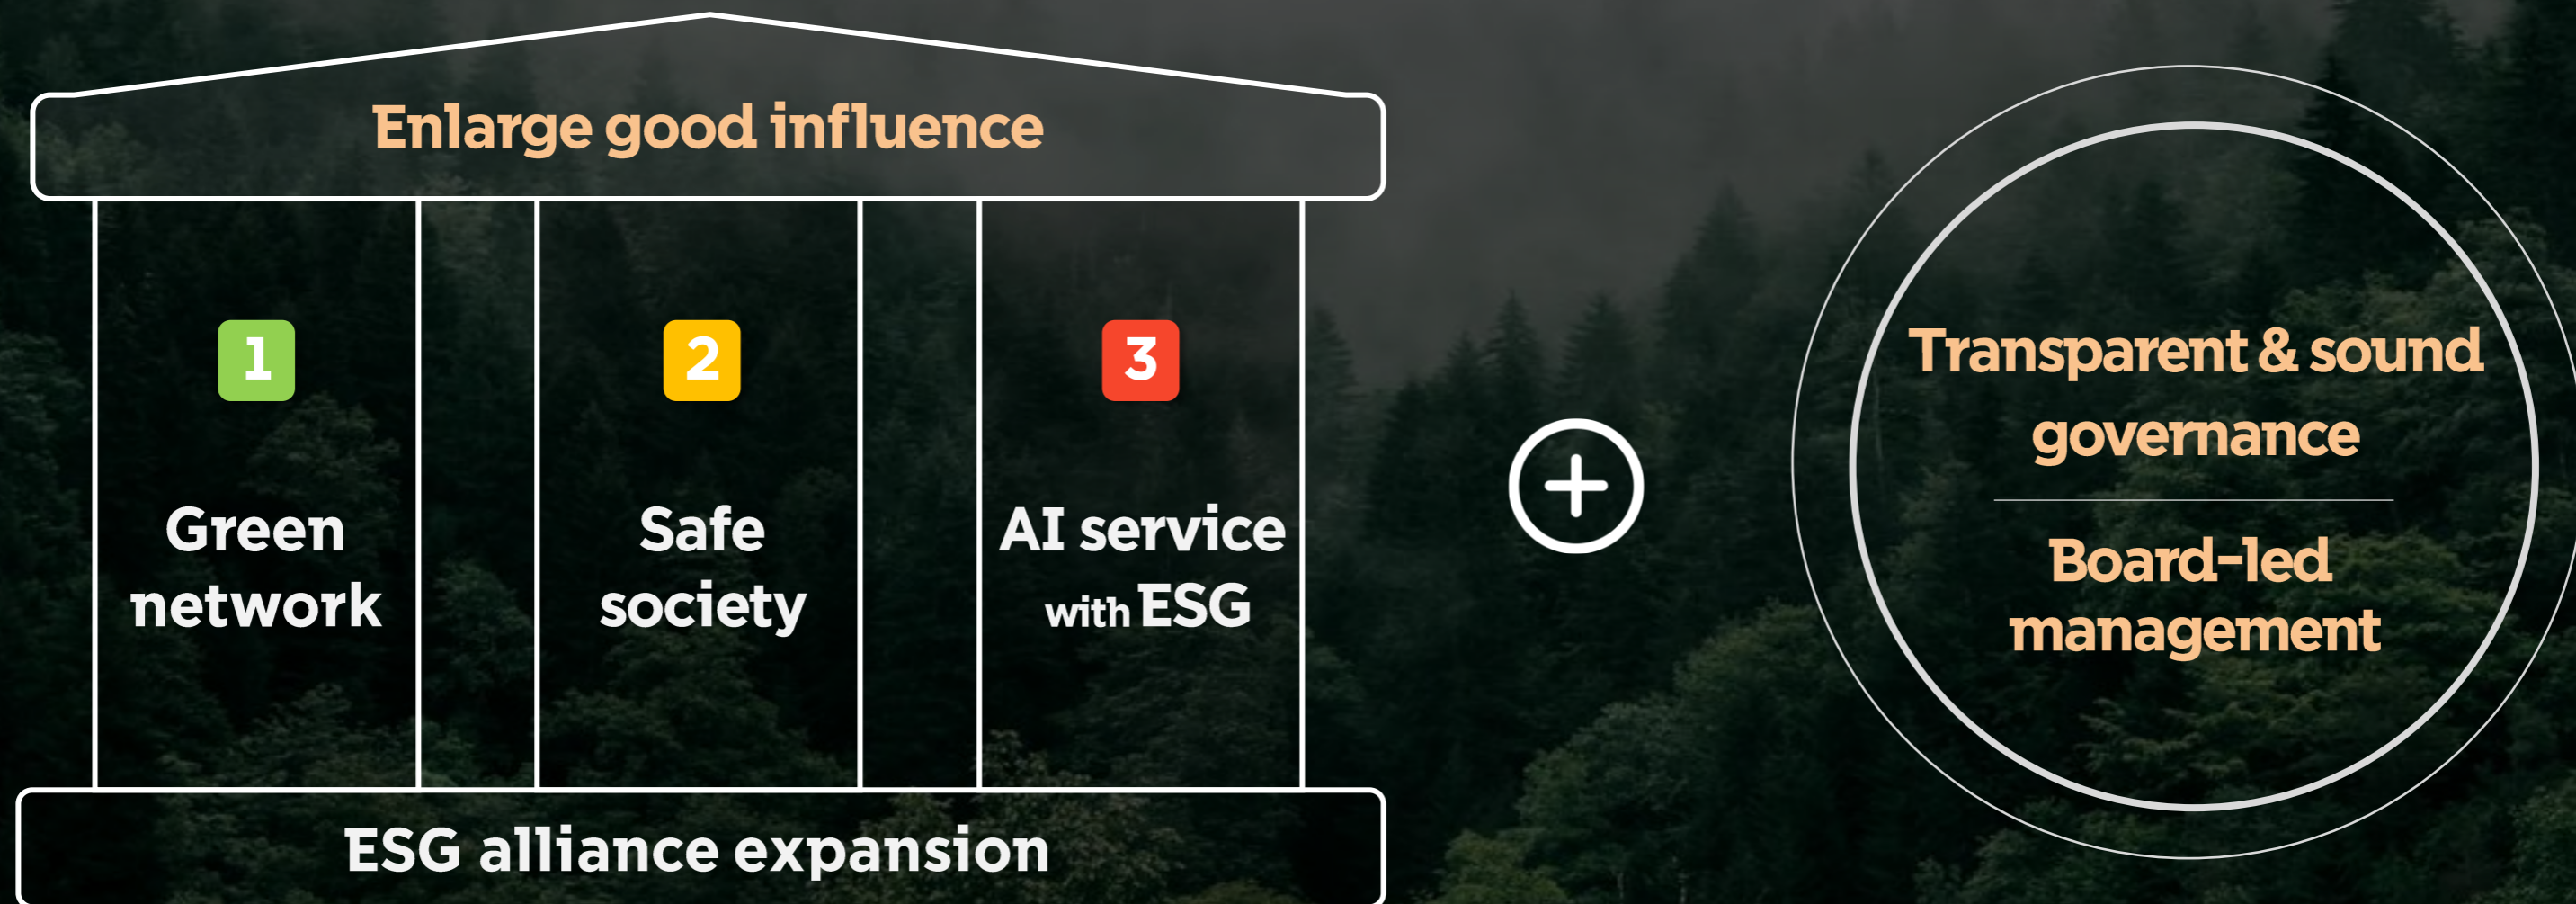 Enlarge good influence
1
Green
network
2
Safe
society
3
AI service
with ESG
ESG alliance expansion
+
Transparent & sound
governance
Board-led
management